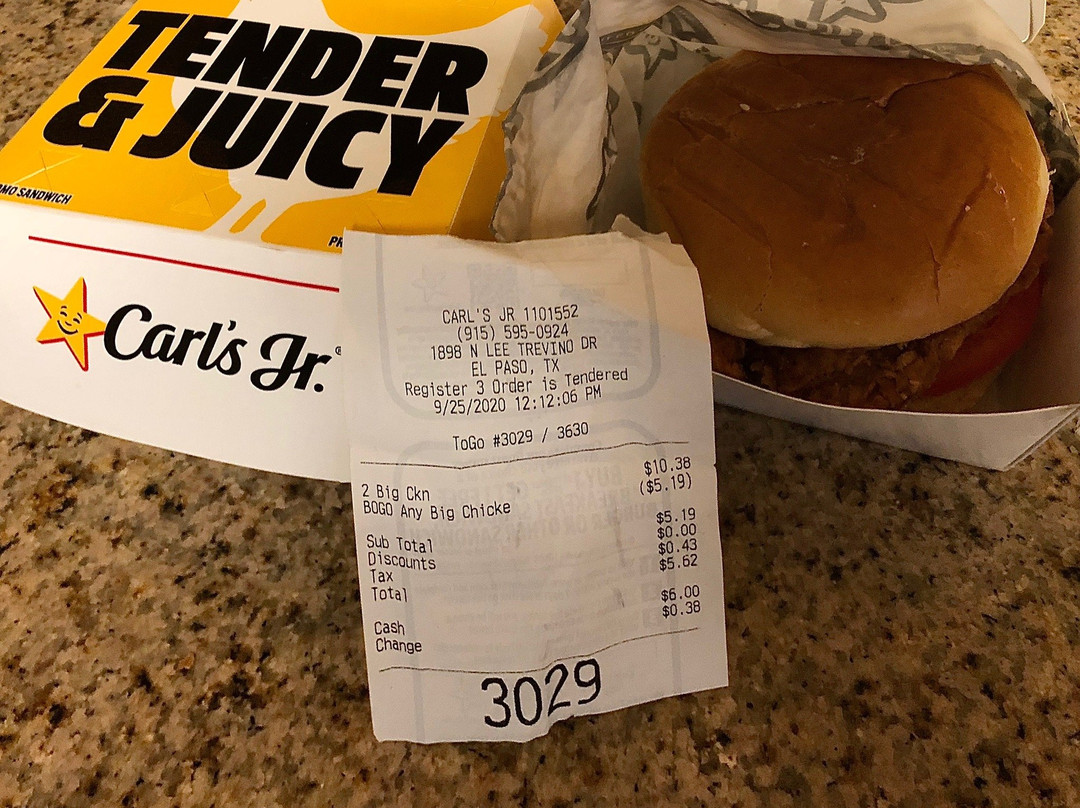 TENDER
& JUICY
MO SANDWICH
PR
Carl's Jr.®
CARL'S JR 1101552
(915) 595-0924
1898 N LEE TREVINO DR
EL PASO, TX
Register 3 Order is Tendered
9/25/2020 12:12:06 PM
ToGo #3029 / 3630
2 Big Ckn $10.38
BOGO Any Big Chicke ($5.19)
Sub Total $5.19
Discounts $0.00
Tax $0.43
Total $5.62
Cash $6.00
Change $0.38
3029